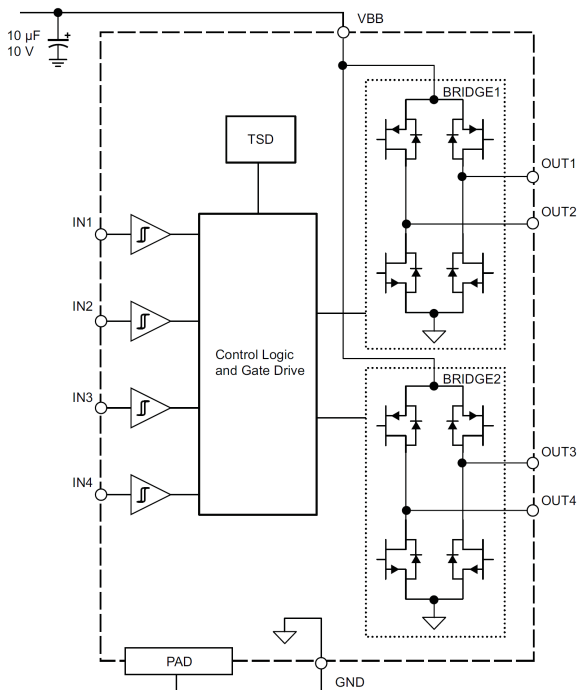 VBB
10 µF
+
10 V
BRIDGE1
TSD
OUT1
OUT2
IN1
IN2
Control Logic
and Gate Drive
BRIDGE2
IN3
OUT3
IN4
OUT4
PAD
GND